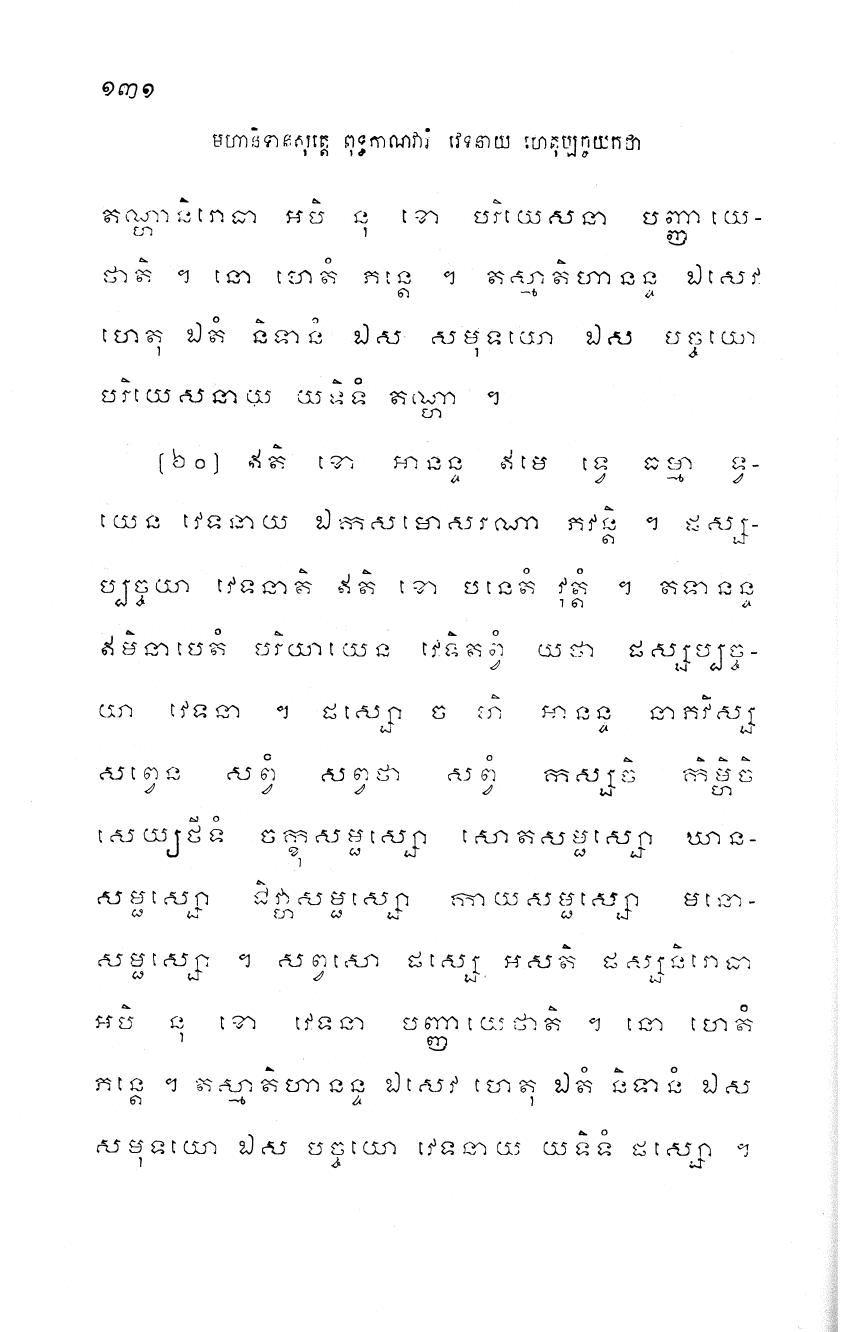 ១៣១
មហានិទានសុត្តេ ពុទ្ធភាណវារំ វេទនាយ ហេតុប្បច្ចយកថា
តណ្ហានិរោធា អបិ នុ ខោ បរិយេសនា បញ្ញាយេ-
ថាតិ ។ នោ ហេតំ ភន្តេ ។ តស្មាតិហានន្ទ ឯសេវ
ហេតុ ឯតំ និទានំ ឯស សមុទយោ ឯស បច្ចយោ
បរិយេសនាយ យទិទំ តណ្ហា ។
[៦០] ឥតិ ខោ អានន្ទ ឥមេ ទ្វេ ធម្មា ទ្វ-
យេន វេទនាយ ឯកសមោសរណា ភវន្តិ ។ ផស្ស-
ប្បច្ចយា វេទនាតិ ឥតិ ខោ បនេតំ វុត្តំ ។ តទានន្ទ
ឥមិនាបេតំ បរិយាយេន វេទិតព្វំ យថា ផស្សប្បច្ច-
យា វេទនា ។ ផស្សោ ច ហិ អានន្ទ នាភវិស្ស
សព្វេន សព្វំ សព្វថា សព្វំ កស្សចិ កិម្ហិចិ
សេយ្យថីទំ ចក្ខុសម្ផស្សោ សោតសម្ផស្សោ ឃាន-
សម្ផស្សោ ជិវ្ហាសម្ផស្សោ កាយសម្ផស្សោ មនោ-
សម្ផស្សោ ។ សព្វសោ ផស្សេ អសតិ ផស្សនិរោធា
អបិ នុ ខោ វេទនា បញ្ញាយេថាតិ ។ នោ ហេតំ
ភន្តេ ។ តស្មាតិហានន្ទ ឯសេវ ហេតុ ឯតំ និទានំ ឯស
សមុទយោ ឯស បច្ចយោ វេទនាយ យទិទំ ផស្សោ ។